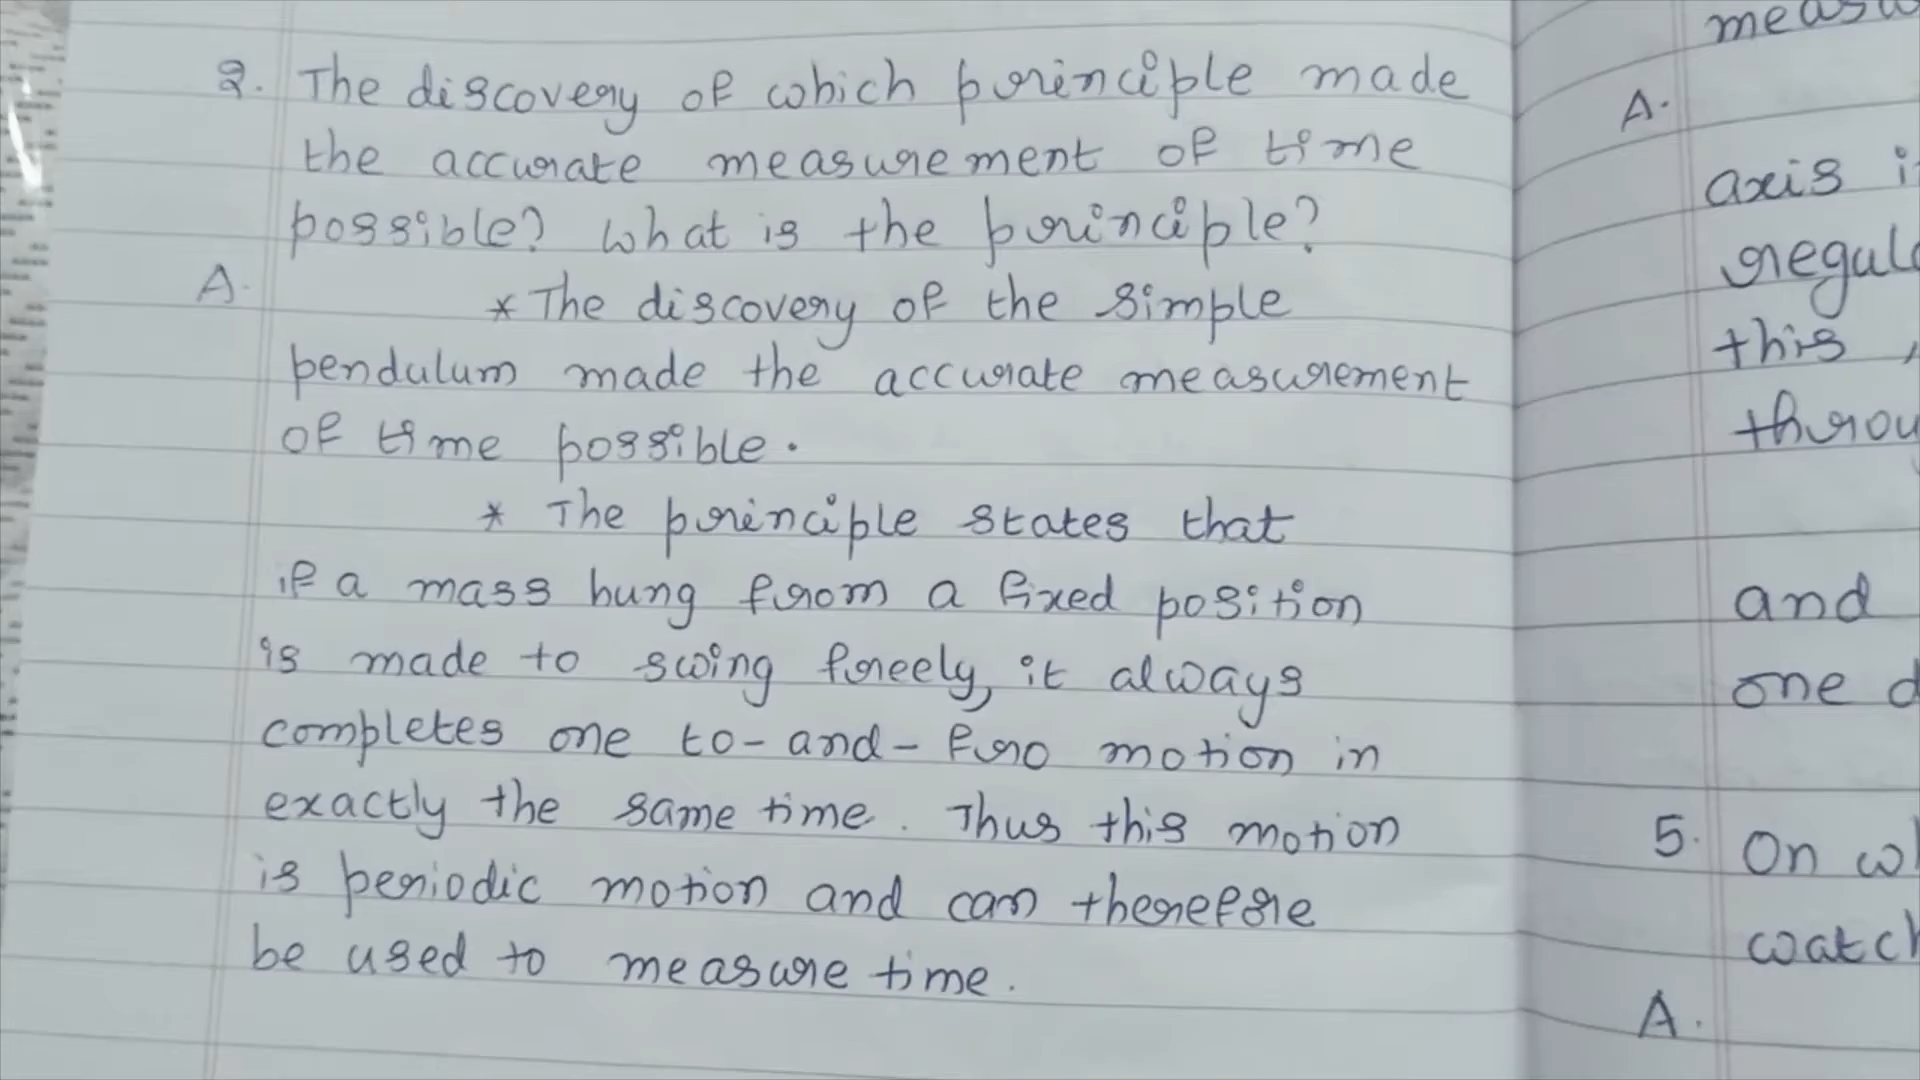 2. The discovery of which principle made
the accurate measurement of time
possible? What is the principle?
A. * The discovery of the simple
pendulum made the accurate measurement
of time possible.
* The principle states that
if a mass hung from a fixed position
is made to swing freely, it always
completes one to-and-fro motion in
exactly the same time. Thus this motion
is periodic motion and can therefore
be used to measure time.
A.
axis
this
and
one
5. On
A.